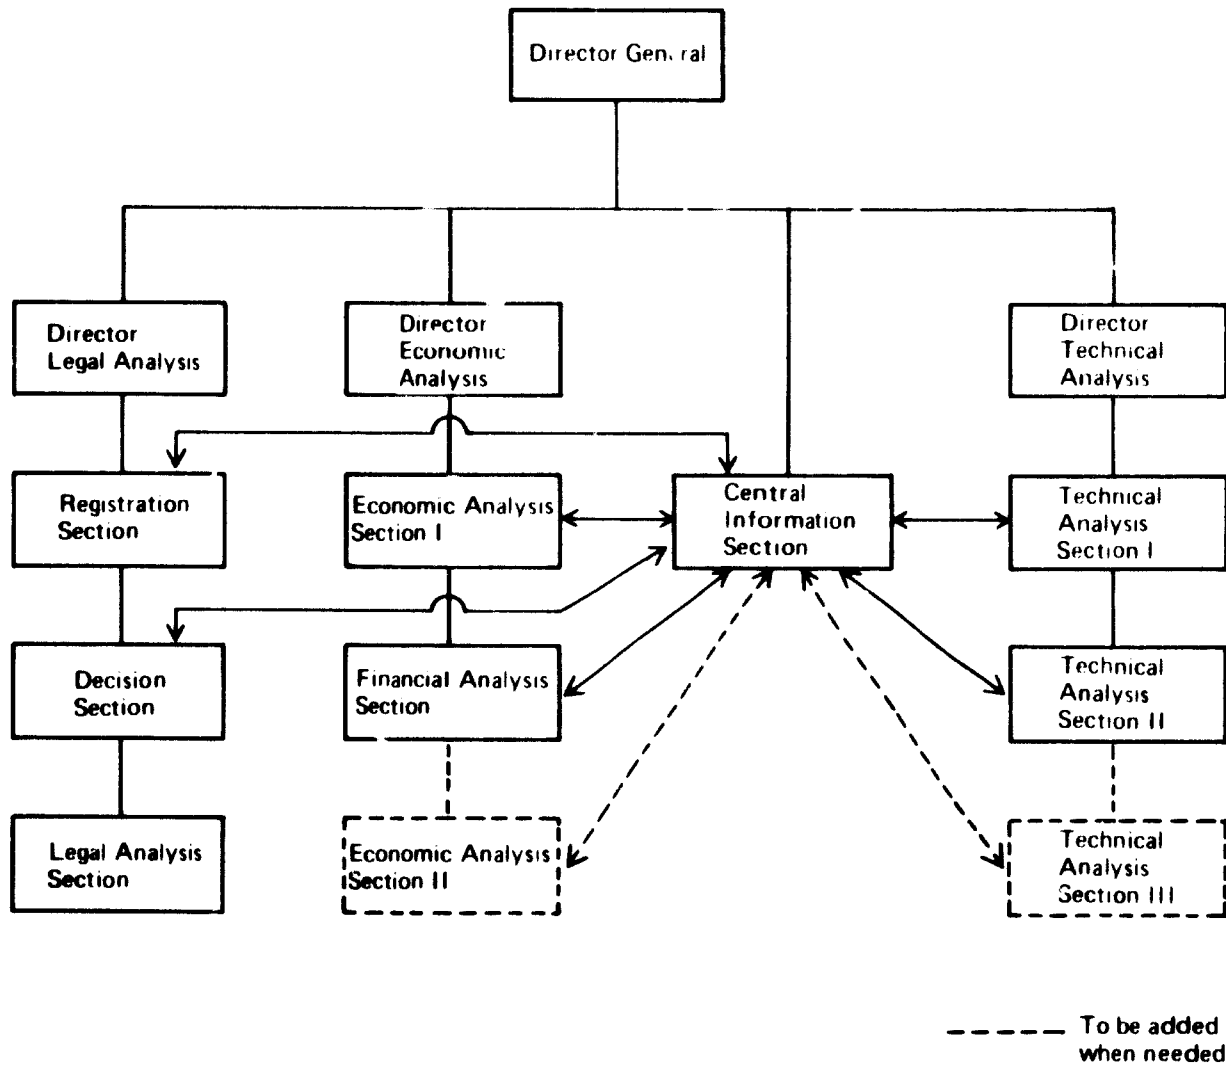 Director General
Director
Legal Analysis
Director
Economic
Analysis
Director
Technical
Analysis
Registration
Section
Economic Analysis
Section I
Central
Information
Section
Technical
Analysis
Section I
Decision
Section
Financial Analysis
Section
Technical
Analysis
Section II
Legal Analysis
Section
Economic Analysis
Section II
Technical
Analysis
Section III
To be added
when needed